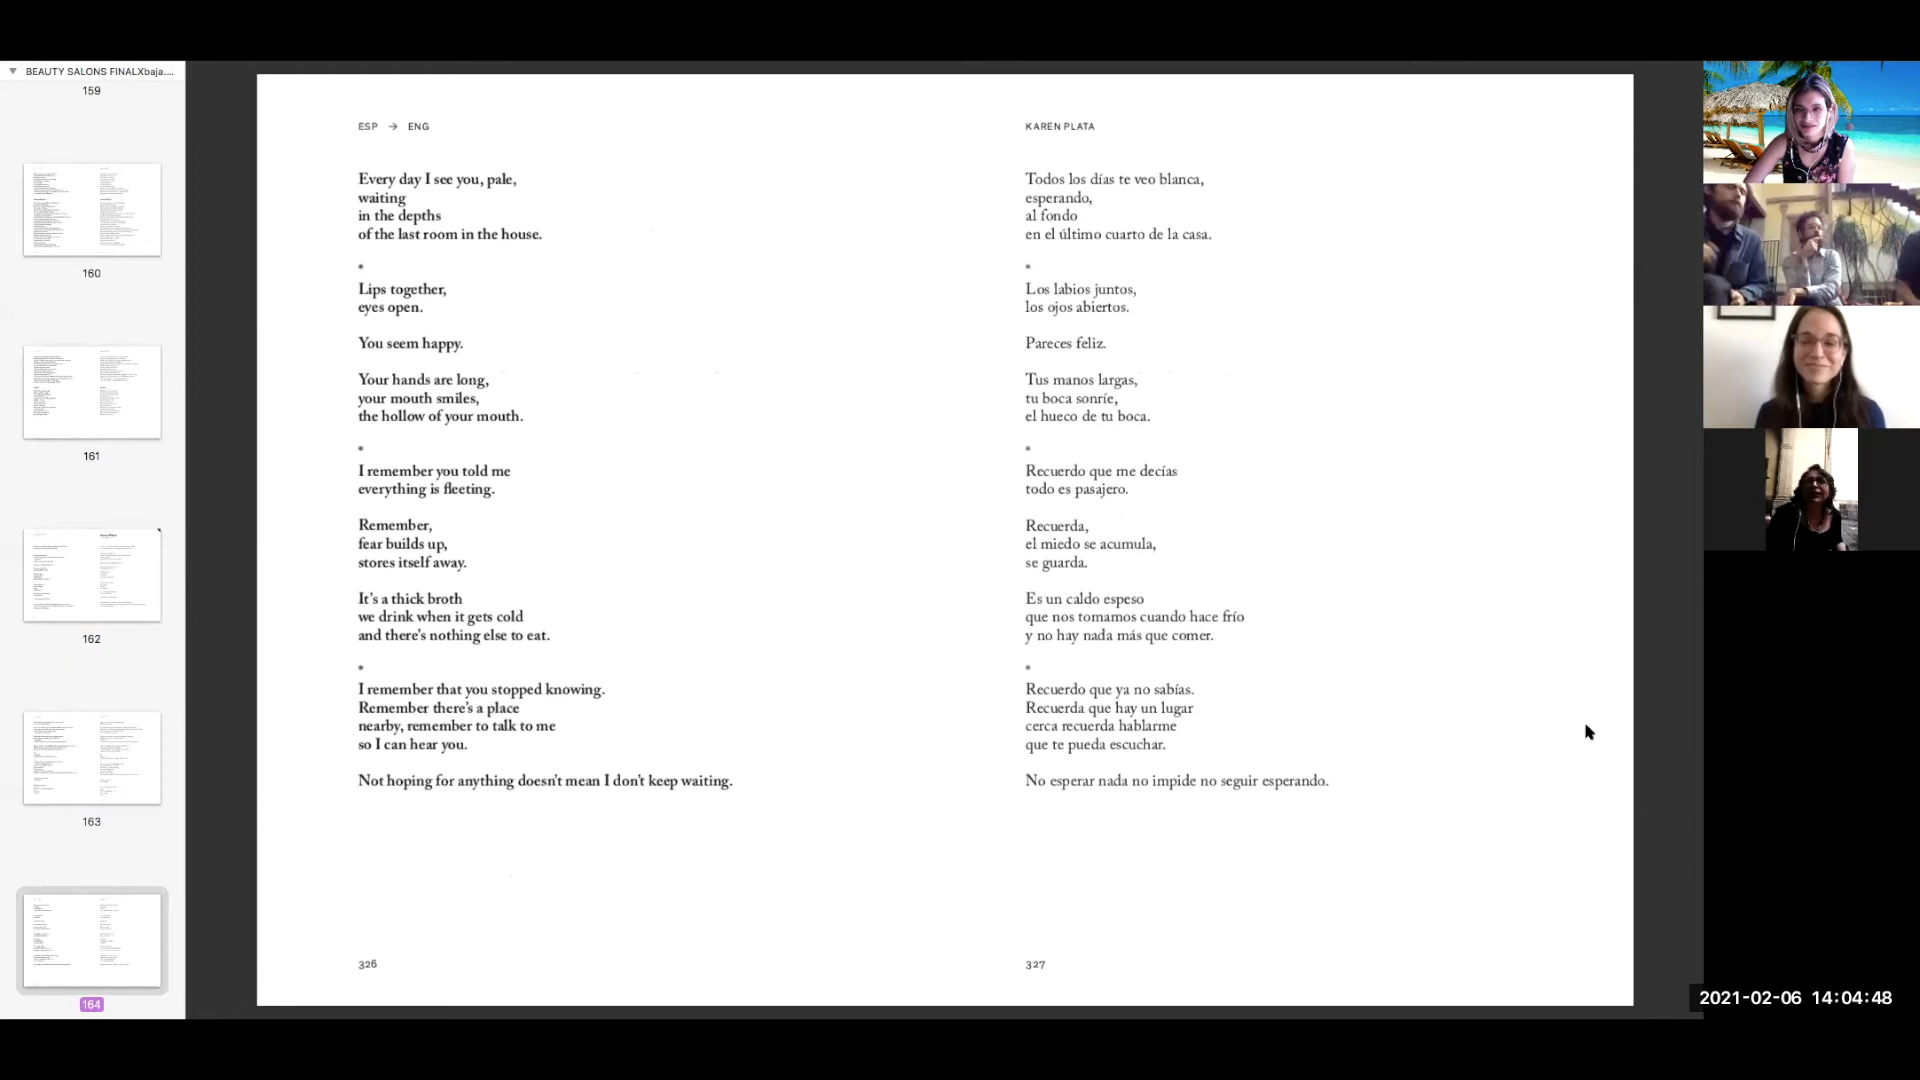 BEAUTY SALONS FINALXbaja....
159
160
161
162
163
164
ESP → ENG
Every day I see you, pale,
waiting
in the depths
of the last room in the house.
*
Lips together,
eyes open.
You seem happy.
Your hands are long,
your mouth smiles,
the hollow of your mouth.
*
I remember you told me
everything is fleeting.
Remember,
fear builds up,
stores itself away.
It's a thick broth
we drink when it gets cold
and there's nothing else to eat.
*
I remember that you stopped knowing.
Remember there's a place
nearby, remember to talk to me
so I can hear you.
Not hoping for anything doesn't mean I don't keep waiting.
326
KAREN PLATA
Todos los días te veo blanca,
esperando,
al fondo
en el último cuarto de la casa.
*
Los labios juntos,
los ojos abiertos.
Pareces feliz.
Tus manos largas,
tu boca sonríe,
el hueco de tu boca.
*
Recuerdo que me decías
todo es pasajero.
Recuerda,
el miedo se acumula,
se guarda.
Es un caldo espeso
que nos tomamos cuando hace frío
y no hay nada más que comer.
*
Recuerdo que ya no sabías.
Recuerda que hay un lugar
cerca recuerda hablarme
que te pueda escuchar.
No esperar nada no impide no seguir esperando.
327
2021-02-06 14:04:48